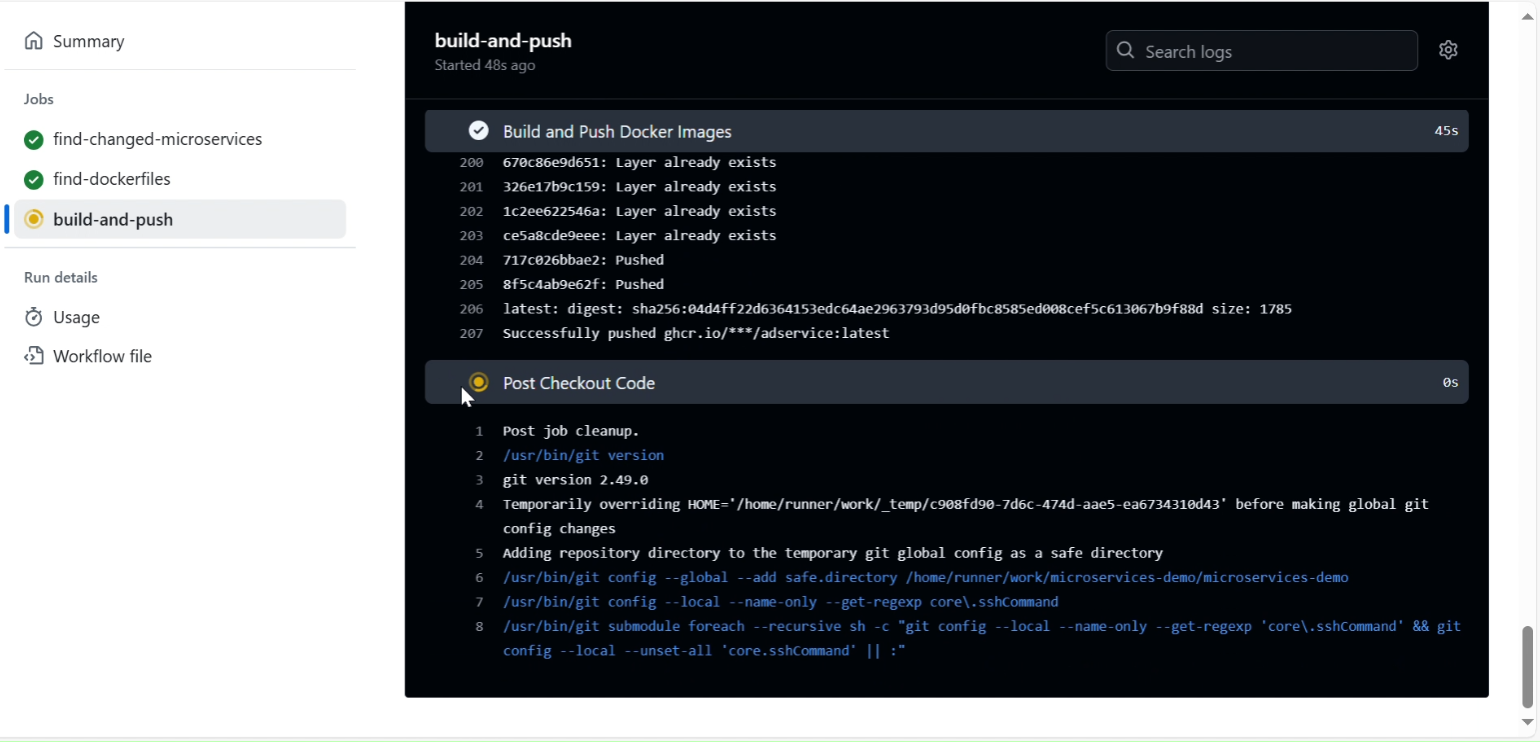 Summary
Jobs
find-changed-microservices
find-dockerfiles
build-and-push
Run details
Usage
Workflow file
build-and-push
Started 48s ago
Search logs
Build and Push Docker Images 45s
200 670c86e9d651: Layer already exists
201 326e17b9c159: Layer already exists
202 1c2ee622546a: Layer already exists
203 ce5a8cde9eee: Layer already exists
204 717c026bbae2: Pushed
205 8f5c4ab9e62f: Pushed
206 latest: digest: sha256:04d4ff22d6364153edc64ae2963793d95d0fbc8585ed008cef5c613067b9f88d size: 1785
207 Successfully pushed ghcr.io/***/adservice:latest
Post Checkout Code 0s
1 Post job cleanup.
2 /usr/bin/git version
3 git version 2.49.0
4 Temporarily overriding HOME='/home/runner/work/_temp/c908fd90-7d6c-474d-aae5-ea6734310d43' before making global git
config changes
5 Adding repository directory to the temporary git global config as a safe directory
6 /usr/bin/git config --global --add safe.directory /home/runner/work/microservices-demo/microservices-demo
7 /usr/bin/git config --local --name-only --get-regexp core\.sshCommand
8 /usr/bin/git submodule foreach --recursive sh -c "git config --local --name-only --get-regexp 'core\.sshCommand' && git
config --local --unset-all 'core.sshCommand' || :"